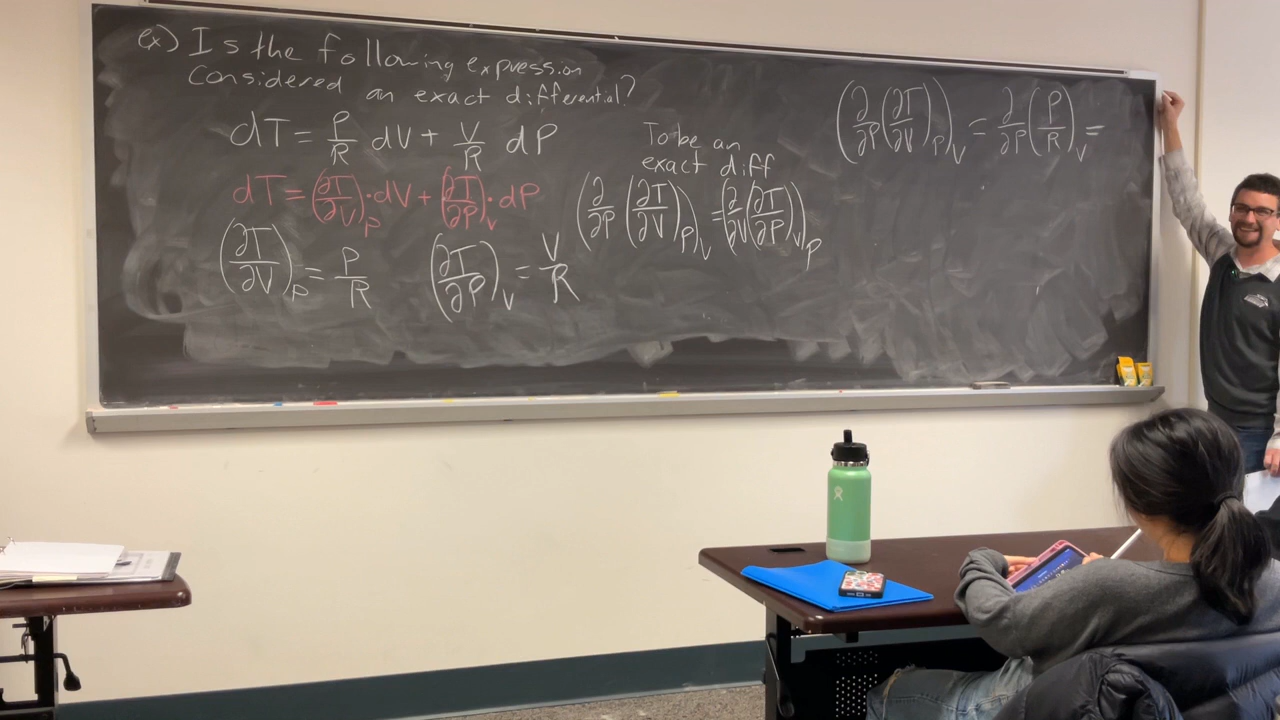 ex) Is the following expression
considered an exact differential?
dT = P/R dV + V/R dP
dT = (∂T/∂V)_P · dV + (∂T/∂P)_V · dP
(∂T/∂V)_P = P/R (∂T/∂P)_V = V/R
To be an
exact diff
(∂/∂P (∂T/∂V)_P)_V = (∂/∂V (∂T/∂P)_V)_P
(∂/∂P (∂T/∂V)_P)_V = ∂/∂P (P/R)_V =